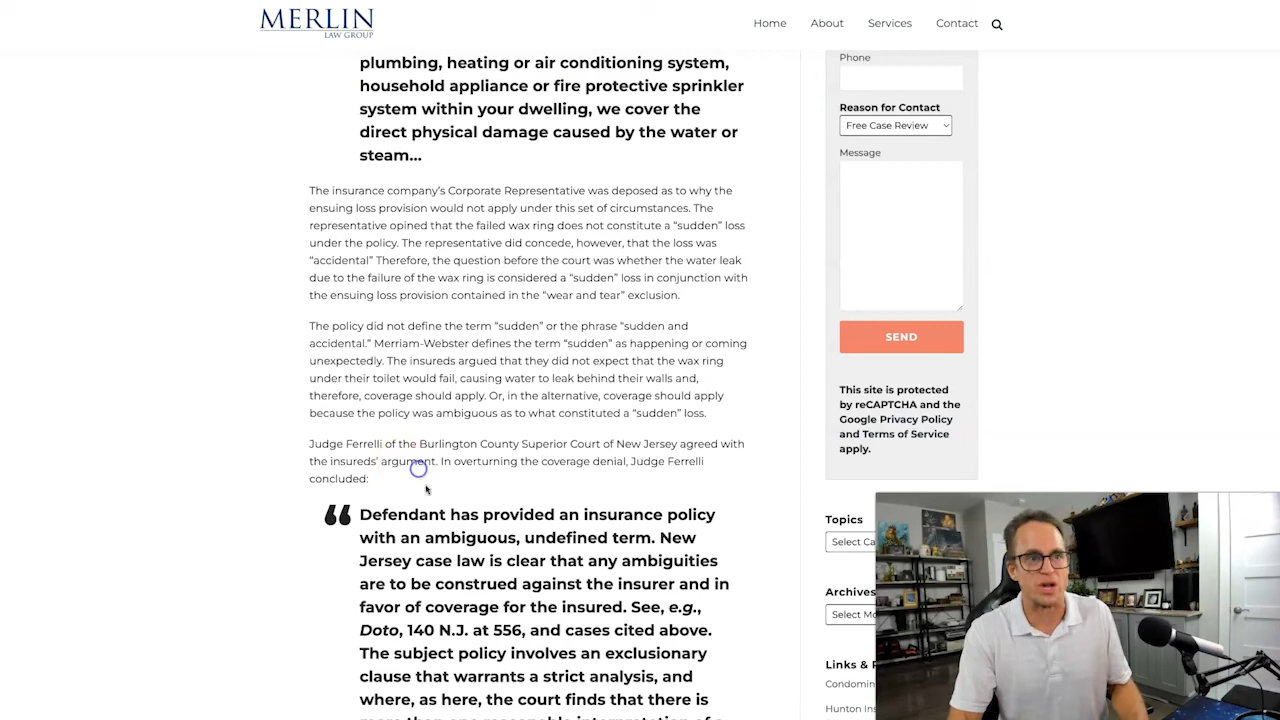 MERLIN
LAW GROUP
Home
About
Services
Contact
plumbing, heating or air conditioning system,
household appliance or fire protective sprinkler
system within your dwelling, we cover the
direct physical damage caused by the water or
steam...
The insurance company's Corporate Representative was deposed as to why the
ensuing loss provision would not apply under this set of circumstances. The
representative opined that the failed wax ring does not constitute a “sudden” loss
under the policy. The representative did concede, however, that the loss was
“accidental” Therefore, the question before the court was whether the water leak
due to the failure of the wax ring is considered a “sudden” loss in conjunction with
the ensuing loss provision contained in the “wear and tear” exclusion.
The policy did not define the term “sudden” or the phrase “sudden and
accidental.” Merriam-Webster defines the term “sudden” as happening or coming
unexpectedly. The insureds argued that they did not expect that the wax ring
under their toilet would fail, causing water to leak behind their walls and,
therefore, coverage should apply. Or, in the alternative, coverage should apply
because the policy was ambiguous as to what constituted a “sudden” loss.
Judge Ferrelli of the Burlington County Superior Court of New Jersey agreed with
the insureds' argument. In overturning the coverage denial, Judge Ferrelli
concluded:
“ Defendant has provided an insurance policy
with an ambiguous, undefined term. New
Jersey case law is clear that any ambiguities
are to be construed against the insurer and in
favor of coverage for the insured. See, e.g.,
Doto, 140 N.J. at 556, and cases cited above.
The subject policy involves an exclusionary
clause that warrants a strict analysis, and
where, as here, the court finds that there is
more than one reasonable interpretation of a
Phone
Reason for Contact
Free Case Review
Message
SEND
This site is protected
by reCAPTCHA and the
Google Privacy Policy
and Terms of Service
apply.
Topics
Select Ca
Archives
Select Mo
Links &
Condomin
Hunton Ins